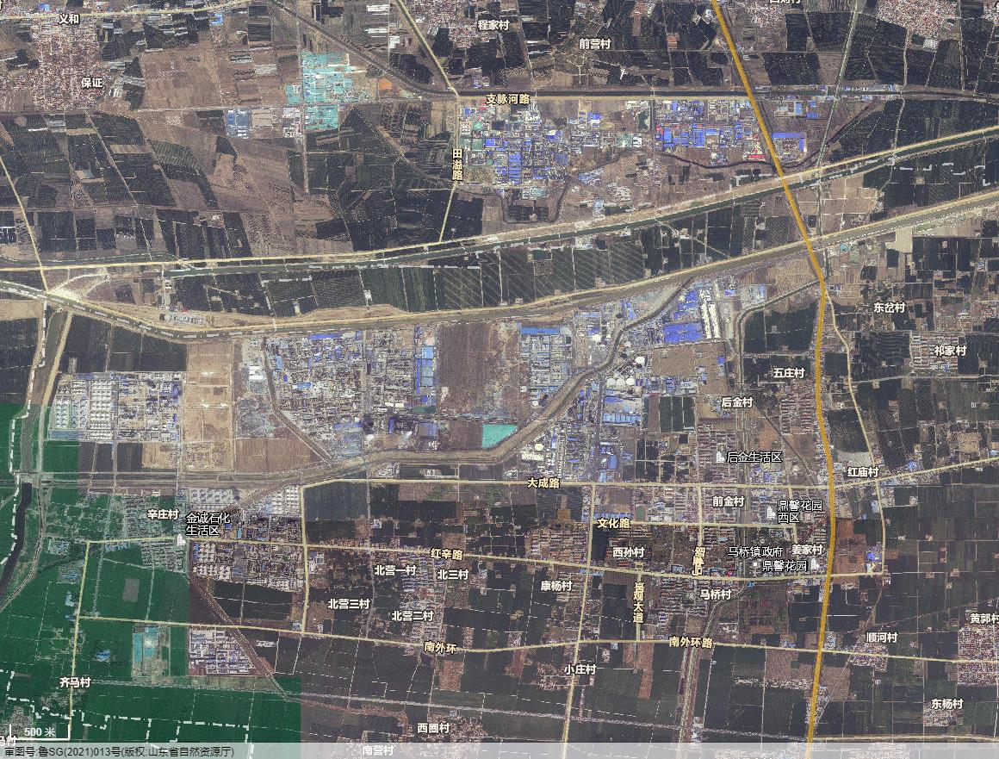 义和
程家村
前营村
保证
支脉河路
田
溢
路
东岔村
祁家村
五庄村
后金村
后金生活区
红庙村
大成路
前金村
鼎馨花园
西区
辛庄村
金诚石化
生活区
文化路
红辛路
西孙村
马桥镇政府
姜家村
鼎馨花园
北营一村
北三村
康杨村
马桥村
北营三村
北营二村
黄郭村
顺河村
南外环
南外环路
小庄村
齐马村
东杨村
西圈村
500 米
南营村
审图号:鲁SG(2021)013号(版权:山东省自然资源厅)